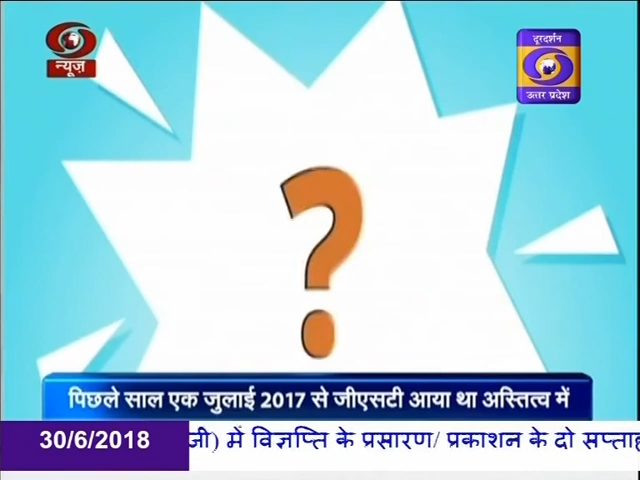 न्यूज़
दूरदर्शन
उत्तर प्रदेश
?
पिछले साल एक जुलाई 2017 से जीएसटी आया था अस्तित्व में
30/6/2018
जी) में विज्ञप्ति के प्रसारण/ प्रकाशन के दो सप्ताह